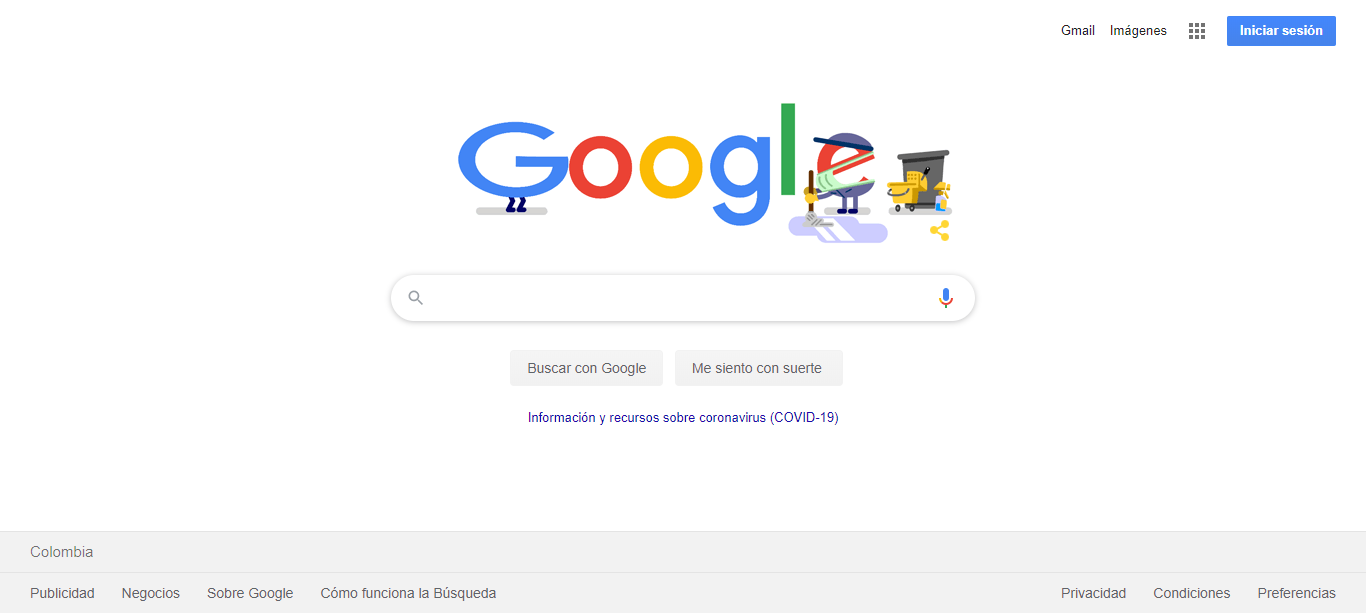 Gmail Imágenes Iniciar sesión
Google
Buscar con Google Me siento con suerte
Información y recursos sobre coronavirus (COVID-19)
Colombia
Publicidad Negocios Sobre Google Cómo funciona la Búsqueda Privacidad Condiciones Preferencias